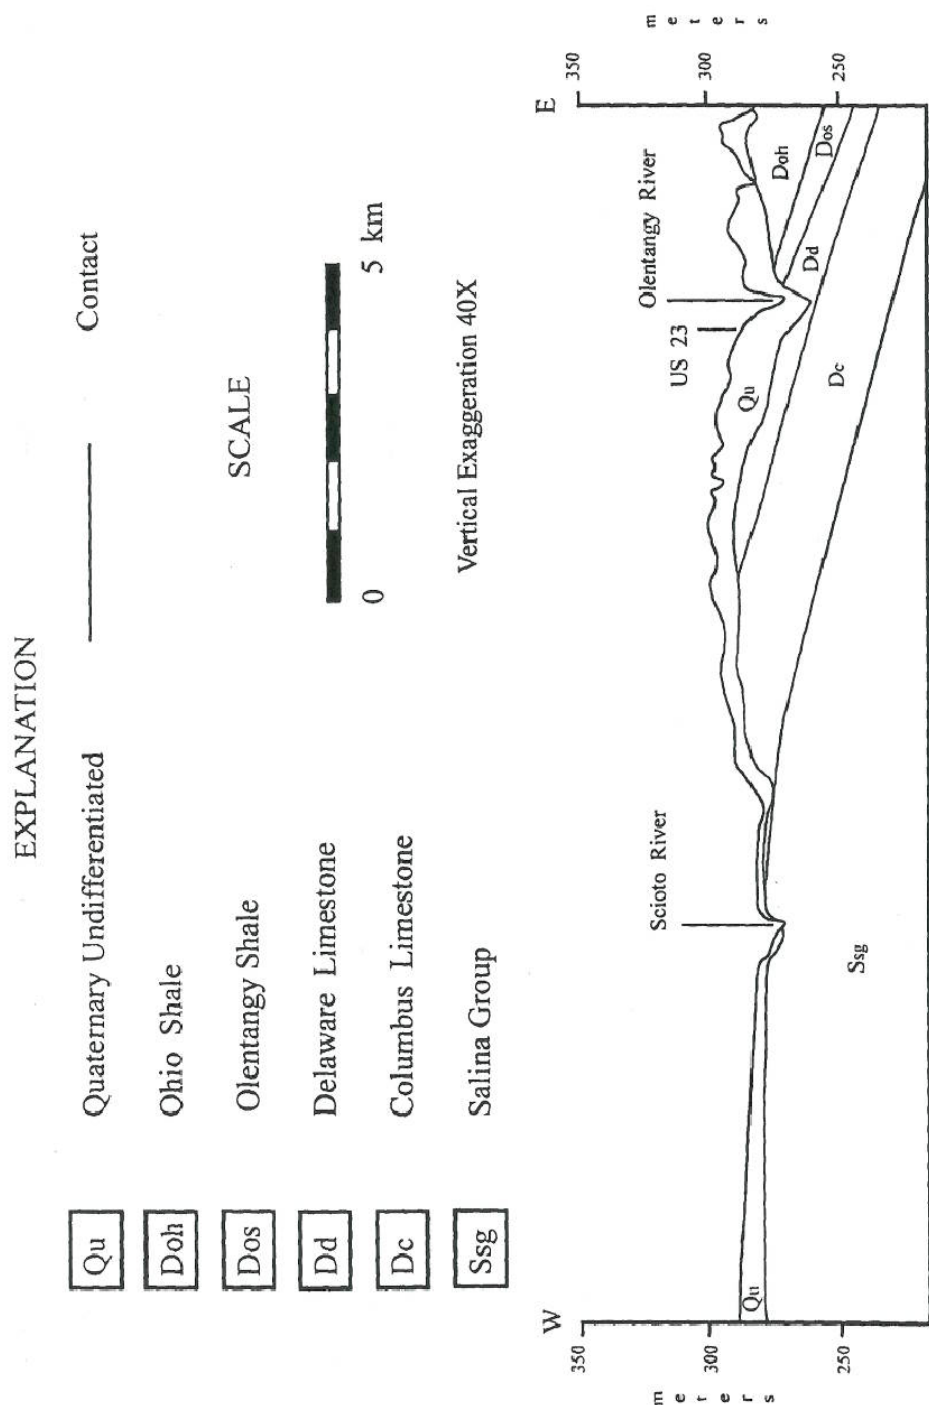 EXPLANATION
Qu Quaternary Undifferentiated
Contact
Doh Ohio Shale
Dos Olentangy Shale
SCALE
Dd Delaware Limestone
0 5 km
Dc Columbus Limestone
Ssg Salina Group
Vertical Exaggeration 40X
W
E
350
300
250
meters
350
300
250
meters
Scioto River
US 23
Olentangy River
Qu
Qu
Doh
Dos
Dd
Dc
Ssg